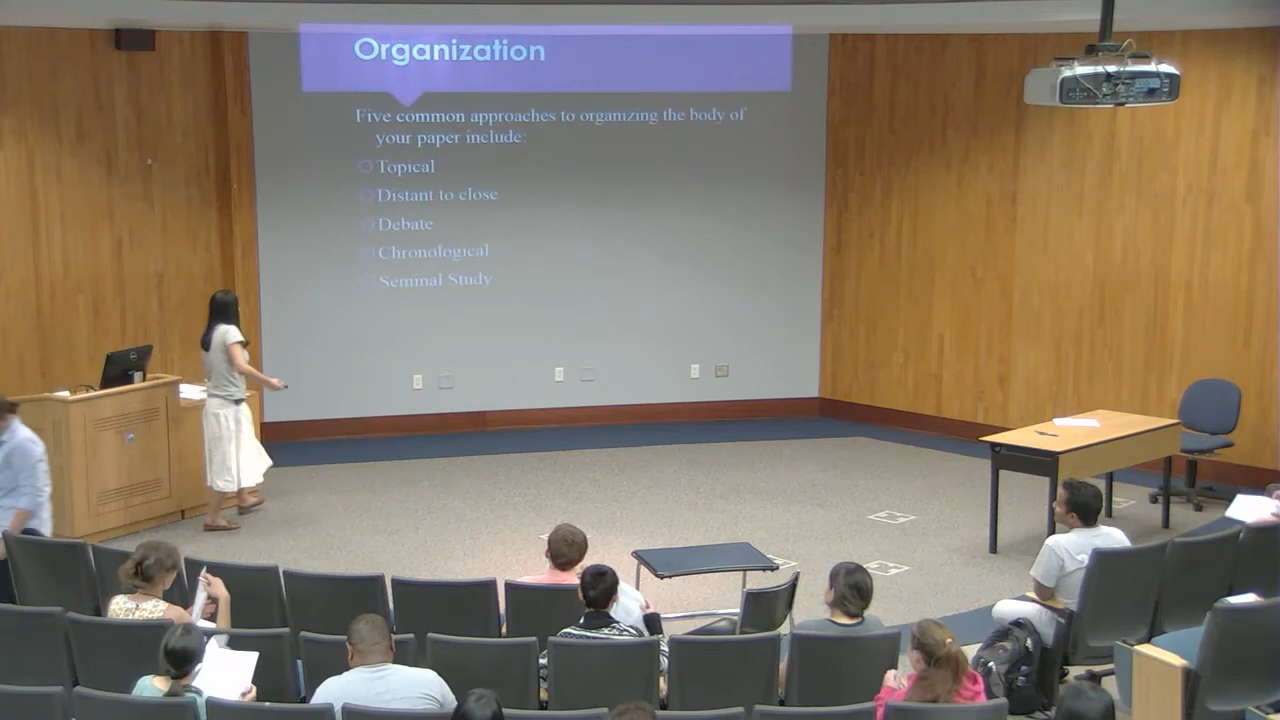 Organization
Five common approaches to organizing the body of
your paper include:
Topical
Distant to close
Debate
Chronological
Seminal Study